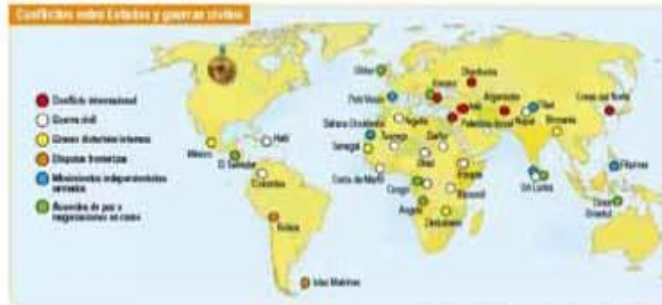 Conflictos entre Estados y guerras civiles
Conflicto internacional
Guerra civil
Graves disturbios internos
Disputas fronterizas
Movimientos independentistas
armados
Acuerdos de paz o
negociaciones en curso
México
Haití
El Salvador
Colombia
Bolivia
Islas Malvinas
Ulster
País Vasco
Kosovo
Chechenia
Irak
Afganistán
Palestina-Israel
Corea del Norte
Tíbet
Nepal
Birmania
Sahara Occidental
Argelia
Tuaregs
Darfur
Senegal
Chad
Costa de Marfil
Congo
Burundi
Angola
Zimbabwe
Sri Lanka
Filipinas
Timor
Oriental